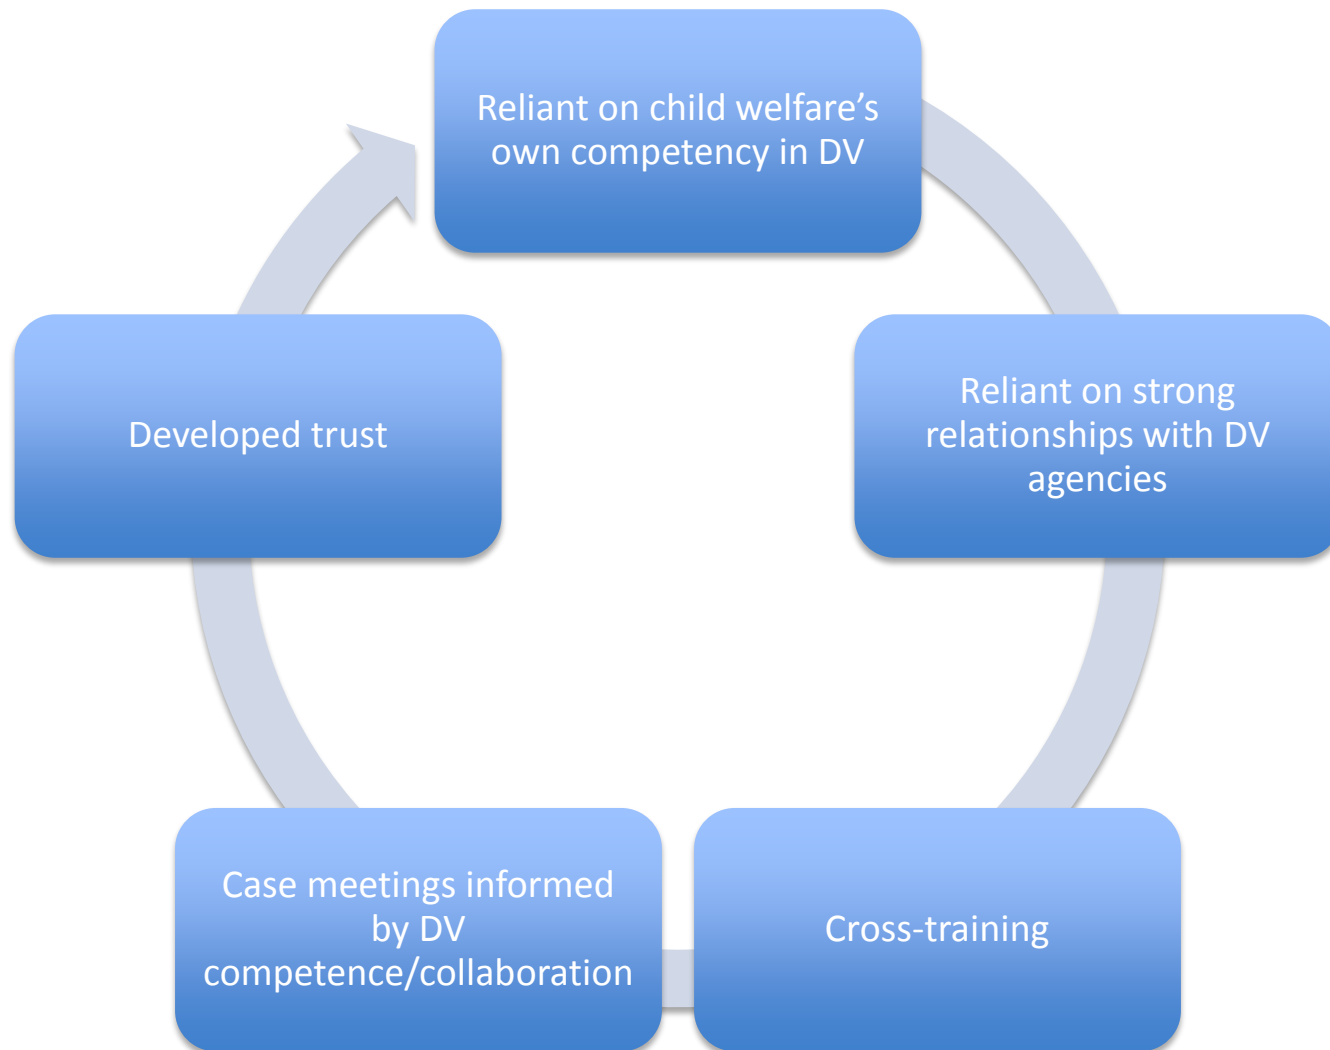 Reliant on child welfare’s
own competency in DV
Reliant on strong
relationships with DV
agencies
Cross-training
Case meetings informed
by DV
competence/collaboration
Developed trust